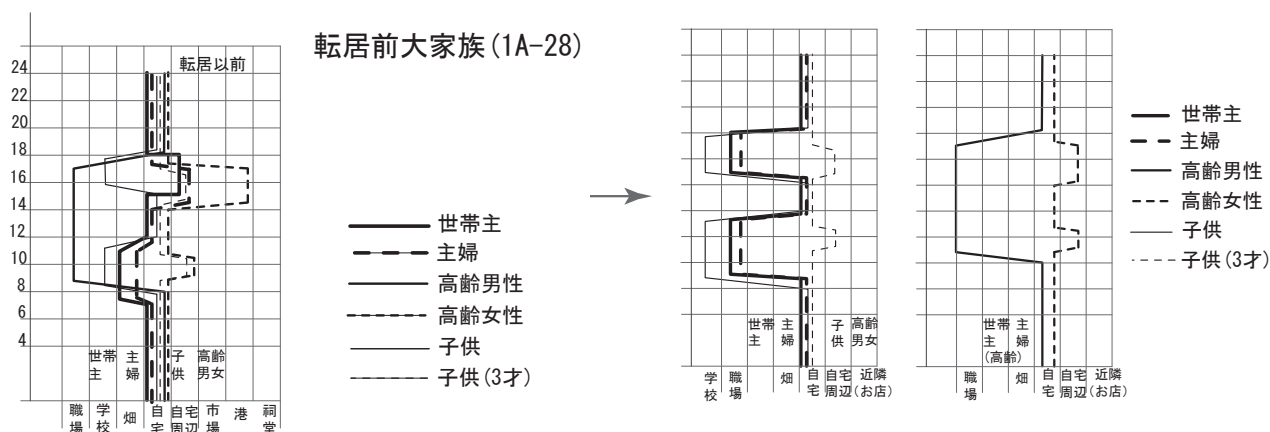 転居前大家族(1A-28)
転居以前
24
22
20
18
16
14
12
10
8
6
4
世帯主
主婦
子供
高齢男女
職場
学校
畑
自宅
自宅周辺
市場
港
祠堂
世帯主
主婦
高齢男性
高齢女性
子供
子供(3才)
世帯主
主婦
子供
高齢男女
学校
職場
畑
自宅
自宅周辺
近隣(お店)
世帯主(高齢)
主婦
職場
畑
自宅
自宅周辺
近隣(お店)
世帯主
主婦
高齢男性
高齢女性
子供
子供(3才)